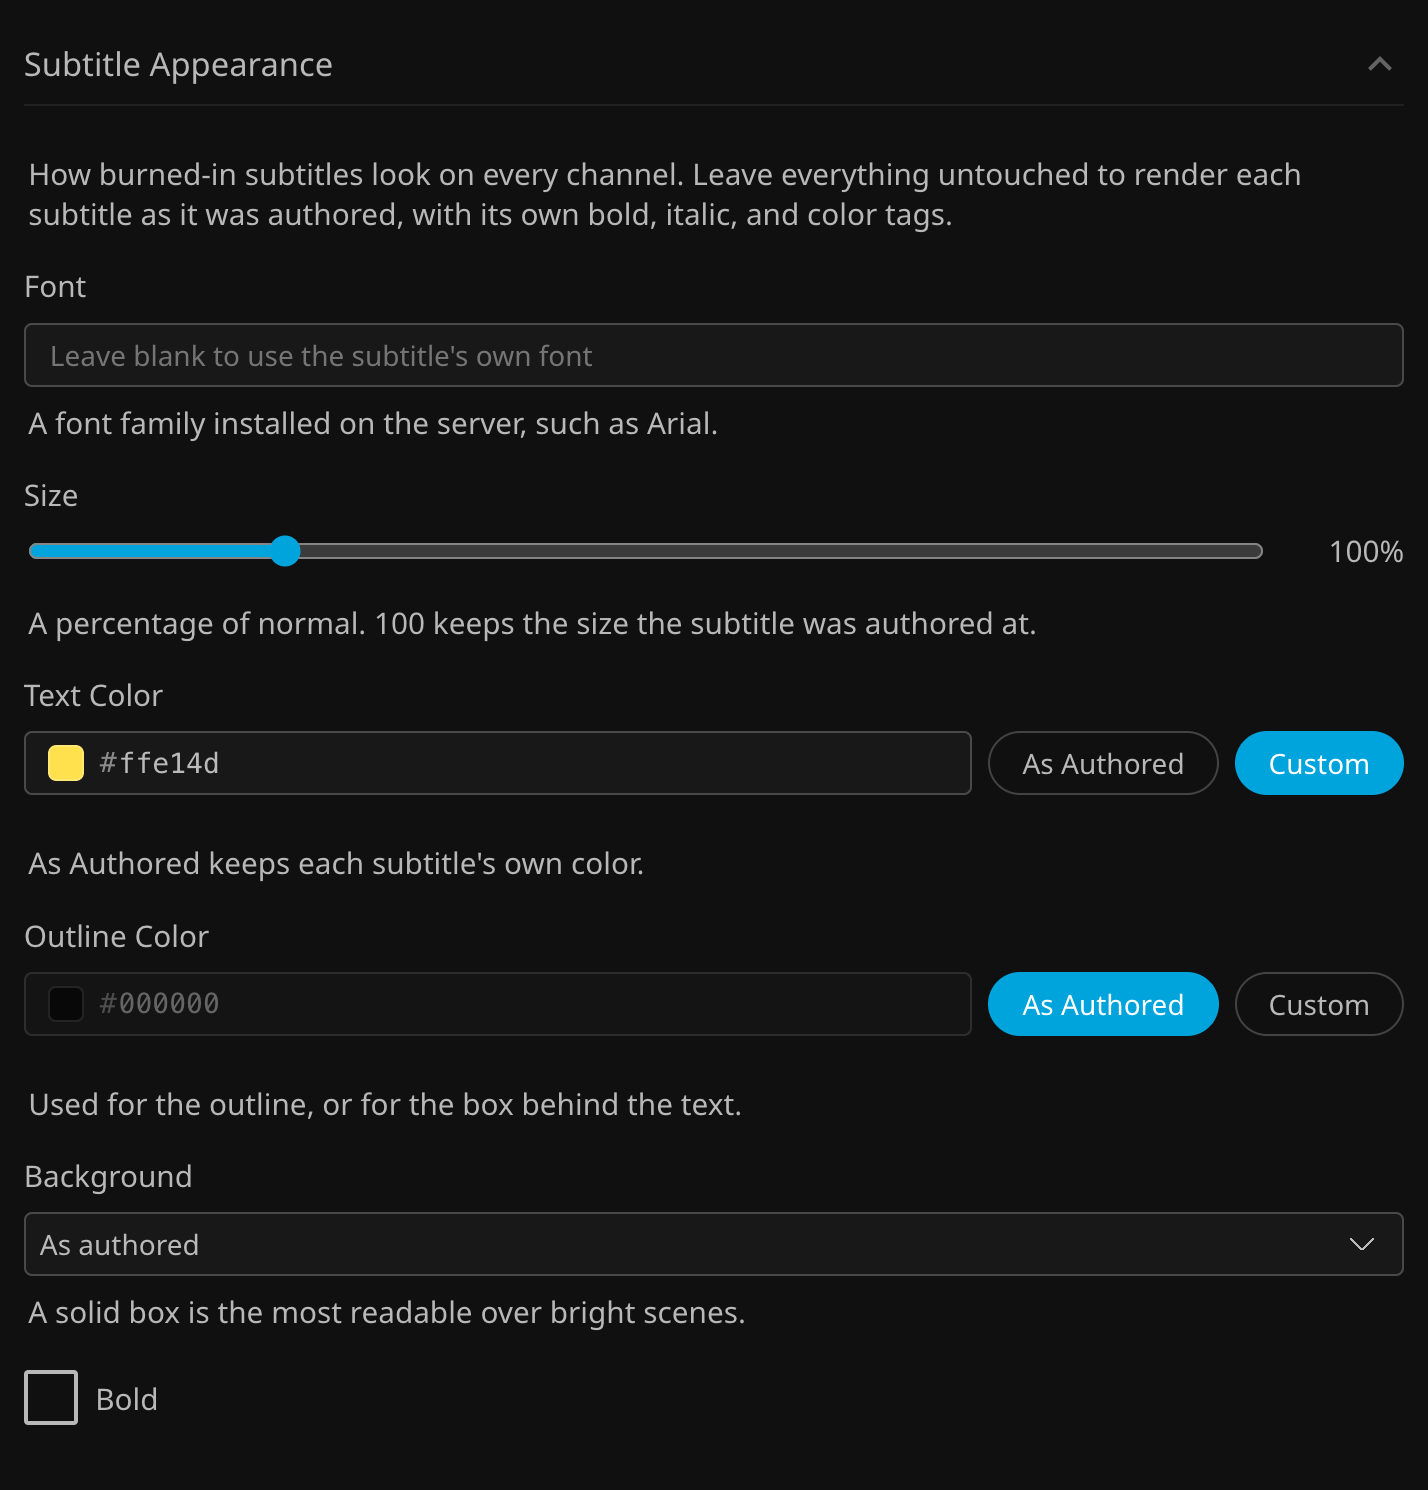 Subtitle Appearance
How burned-in subtitles look on every channel. Leave everything untouched to render each
subtitle as it was authored, with its own bold, italic, and color tags.
Font
Leave blank to use the subtitle's own font
A font family installed on the server, such as Arial.
Size
100%
A percentage of normal. 100 keeps the size the subtitle was authored at.
Text Color
#ffe14d As Authored Custom
As Authored keeps each subtitle's own color.
Outline Color
#000000 As Authored Custom
Used for the outline, or for the box behind the text.
Background
As authored
A solid box is the most readable over bright scenes.
Bold